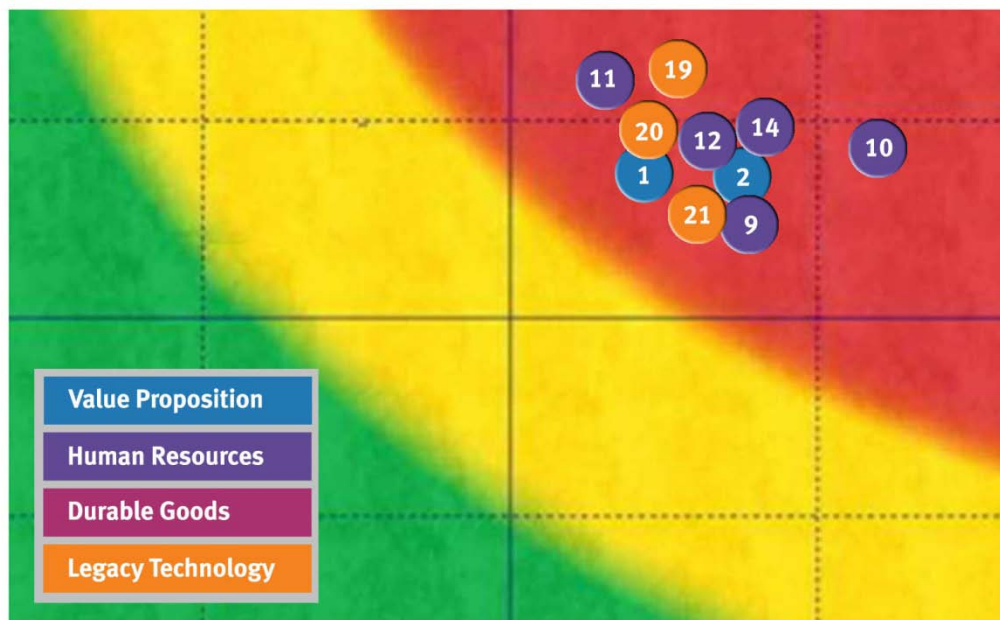 19
11
20
12
14
10
1
2
21
9
Value Proposition
Human Resources
Durable Goods
Legacy Technology